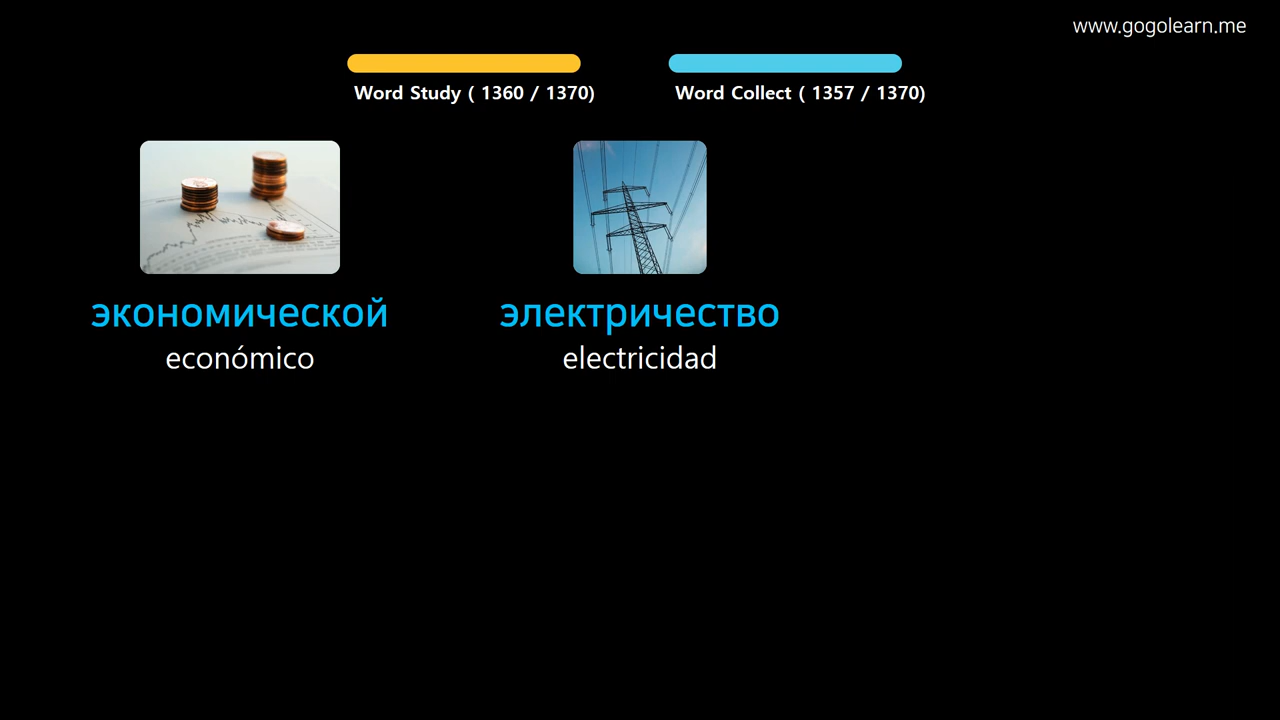 www.gogolearn.me
Word Study ( 1360 / 1370)
Word Collect ( 1357 / 1370)
экономической
económico
электричество
electricidad